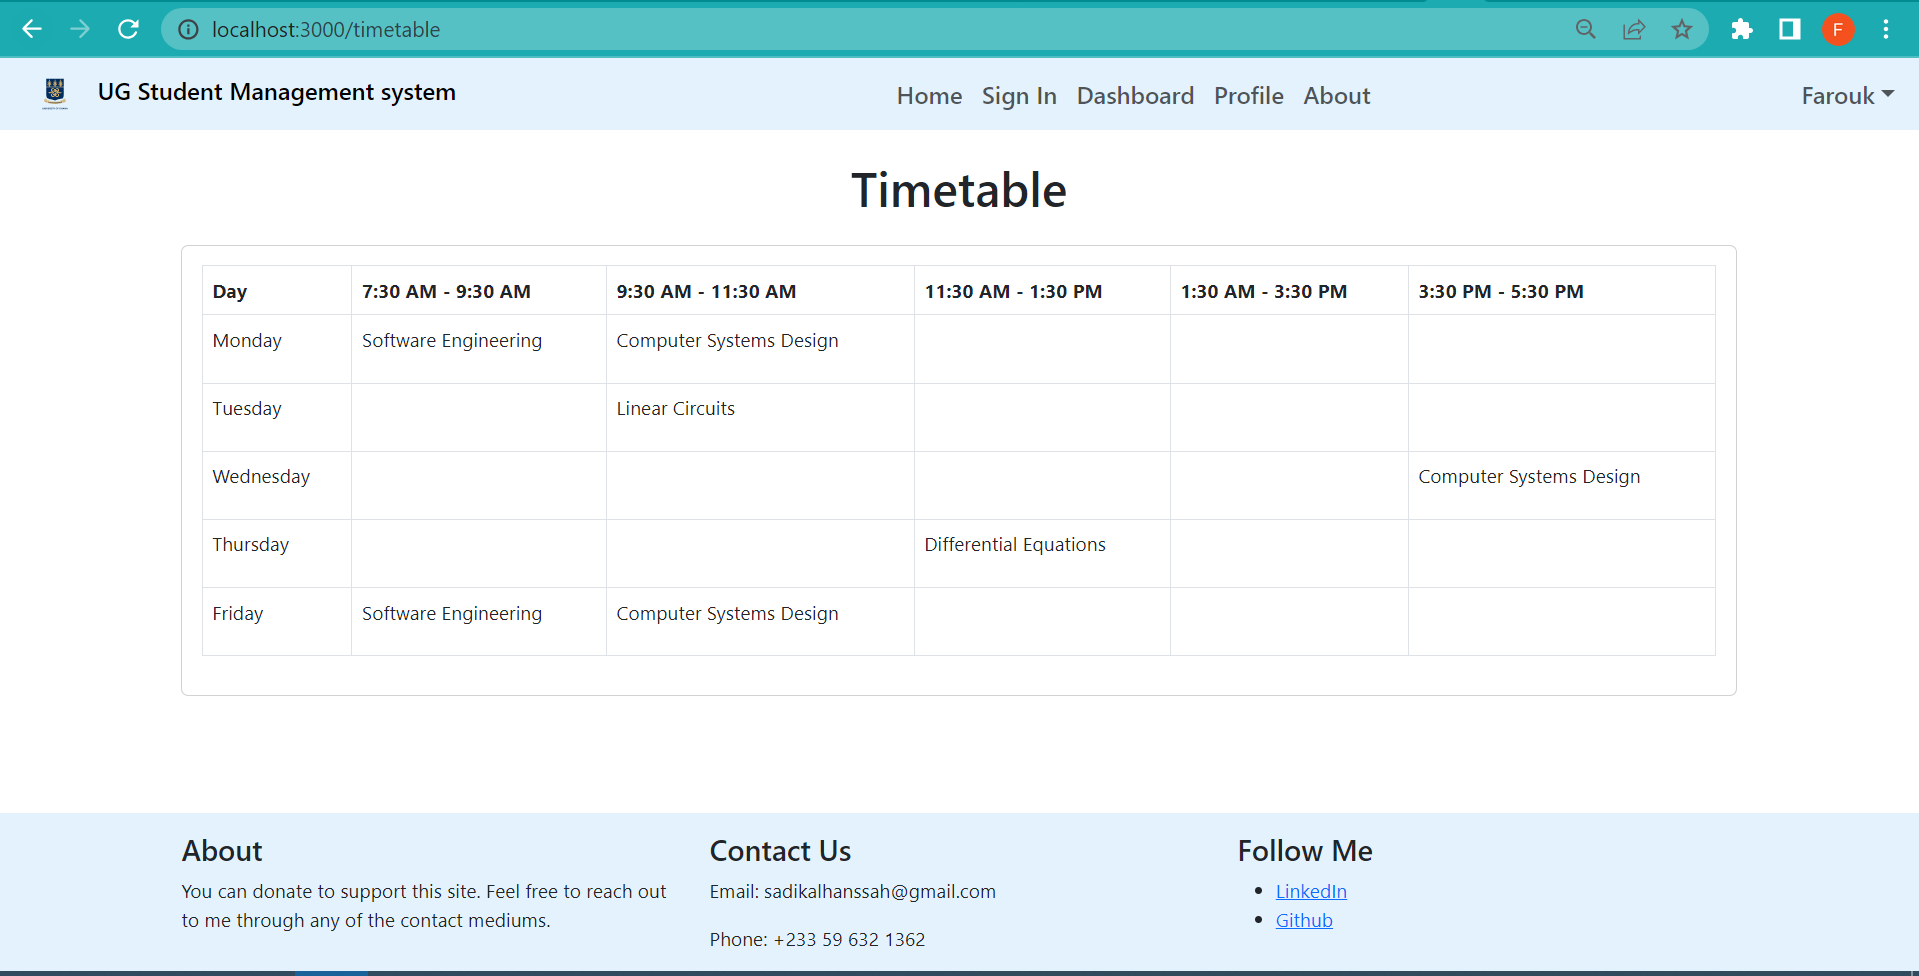 localhost:3000/timetable
F
UG Student Management system
Home Sign In Dashboard Profile About
Farouk
Timetable
Day 7:30 AM - 9:30 AM 9:30 AM - 11:30 AM 11:30 AM - 1:30 PM 1:30 AM - 3:30 PM 3:30 PM - 5:30 PM
Monday Software Engineering Computer Systems Design
Tuesday Linear Circuits
Wednesday Computer Systems Design
Thursday Differential Equations
Friday Software Engineering Computer Systems Design
About
You can donate to support this site. Feel free to reach out
to me through any of the contact mediums.
Contact Us
Email: sadikalhanssah@gmail.com
Phone: +233 59 632 1362
Follow Me
LinkedIn
Github